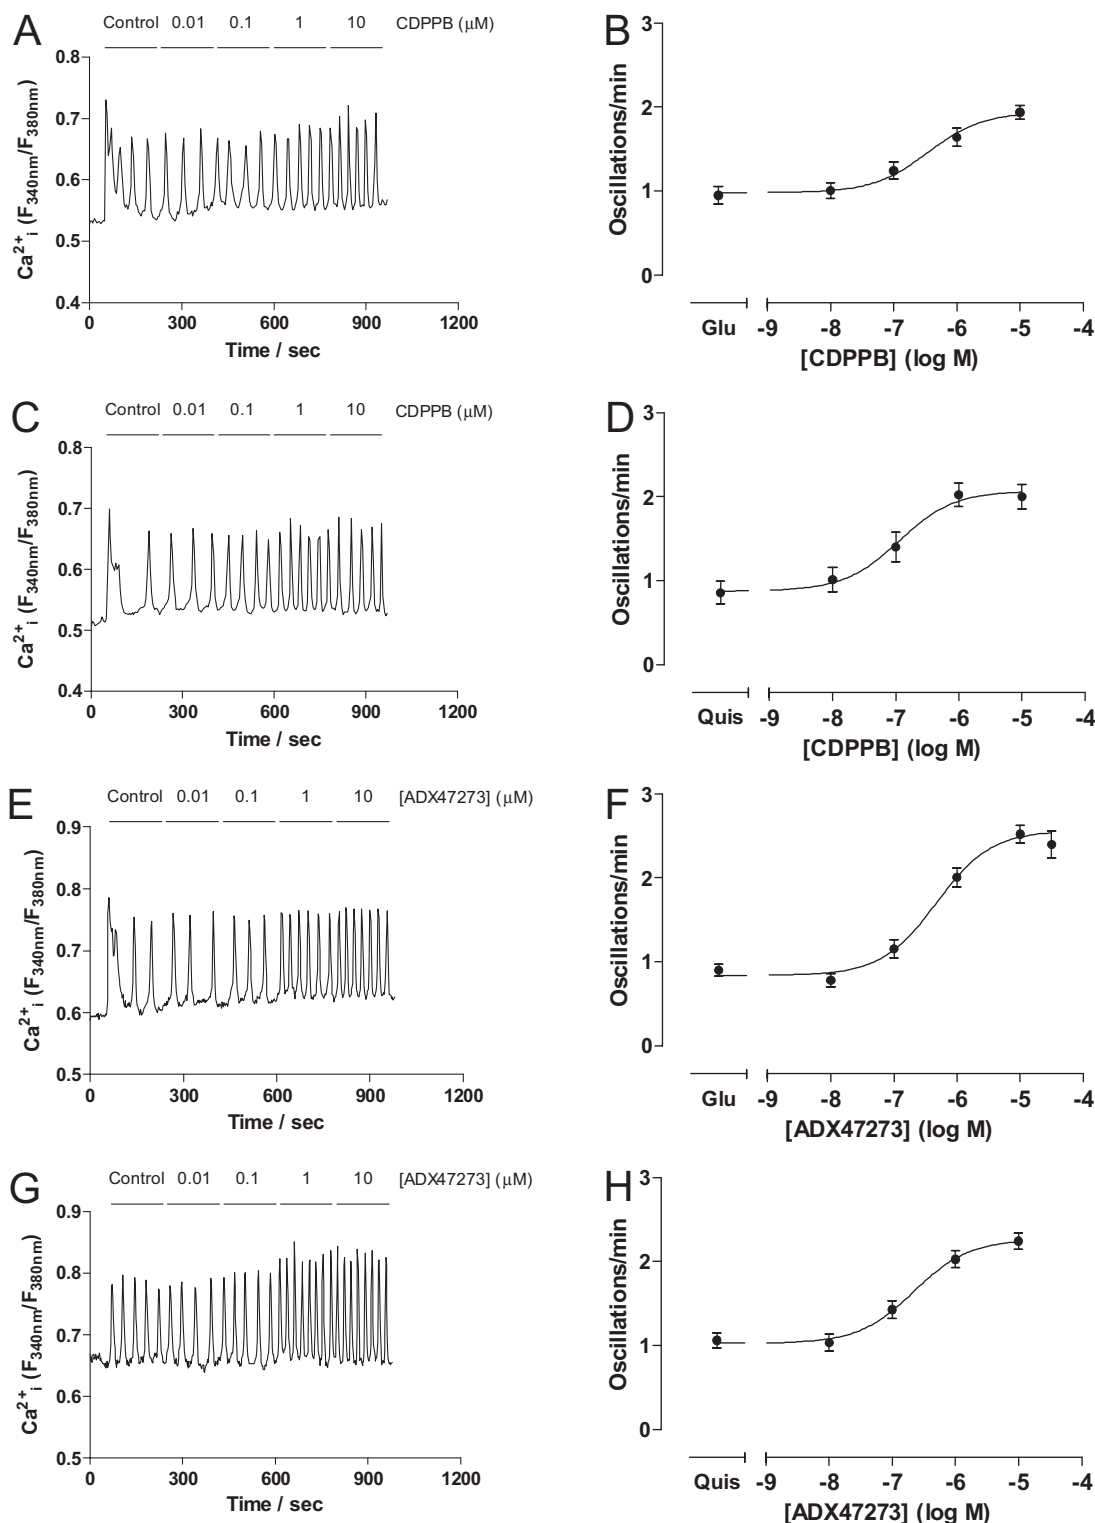 A
Control 0.01 0.1 1 10 CDPPB (μM)
Ca²⁺ᵢ (F340nm/F380nm)
0.8
0.7
0.6
0.5
0.4
0 300 600 900 1200
Time / sec
B
Oscillations/min
3
2
1
0
Glu -9 -8 -7 -6 -5 -4
[CDPPB] (log M)
C
Control 0.01 0.1 1 10 CDPPB (μM)
Ca²⁺ᵢ (F340nm/F380nm)
0.8
0.7
0.6
0.5
0.4
0 300 600 900 1200
Time / sec
D
Oscillations/min
3
2
1
0
Quis -9 -8 -7 -6 -5 -4
[CDPPB] (log M)
E
Control 0.01 0.1 1 10 [ADX47273] (μM)
Ca²⁺ᵢ (F340nm/F380nm)
0.9
0.8
0.7
0.6
0.5
0 300 600 900 1200
Time / sec
F
Oscillations/min
3
2
1
0
Glu -9 -8 -7 -6 -5 -4
[ADX47273] (log M)
G
Control 0.01 0.1 1 10 [ADX47273] (μM)
Ca²⁺ᵢ (F340nm/F380nm)
0.9
0.8
0.7
0.6
0.5
0 300 600 900 1200
Time / sec
H
Oscillations/min
3
2
1
0
Quis -9 -8 -7 -6 -5 -4
[ADX47273] (log M)